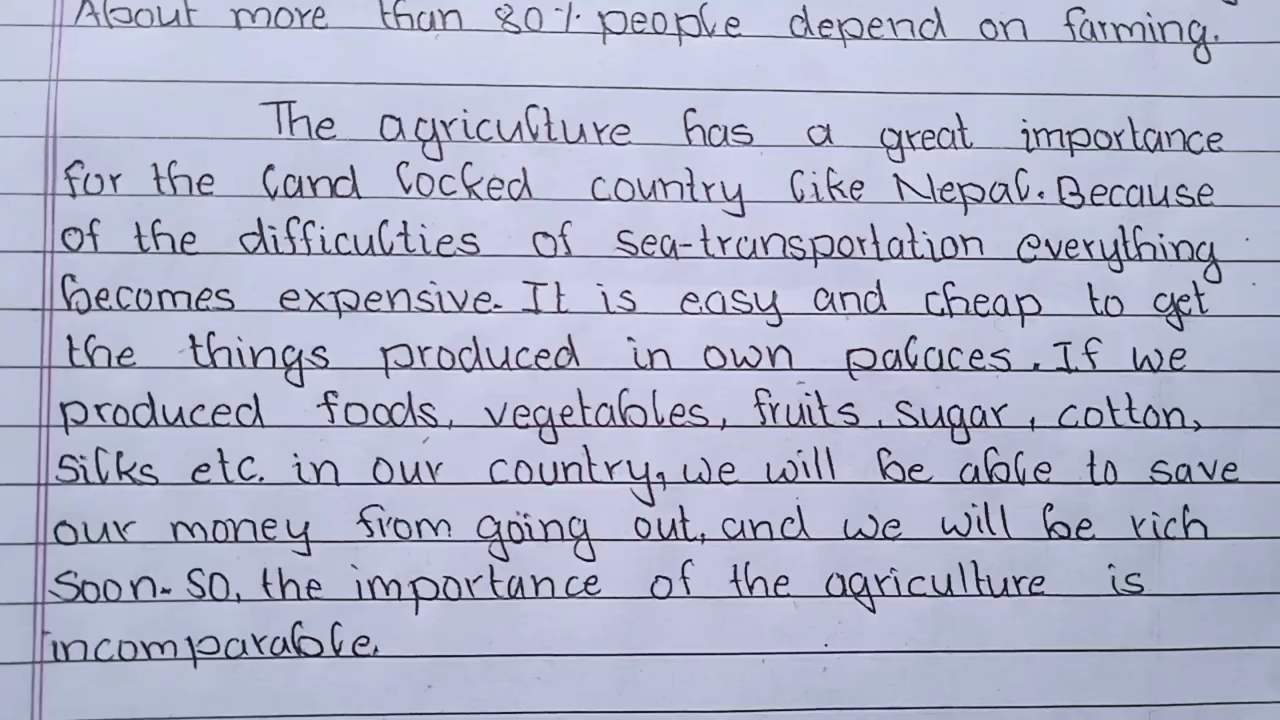 About more than 80% people depend on farming.
The agriculture has a great importance
for the land locked country like Nepal. Because
of the difficulties of sea-transportation everything
becomes expensive. It is easy and cheap to get
the things produced in own palaces. If we
produced foods, vegetables, fruits, sugar, cotton,
silks etc. in our country, we will be able to save
our money from going out, and we will be rich
soon. So, the importance of the agriculture is
incomparable.